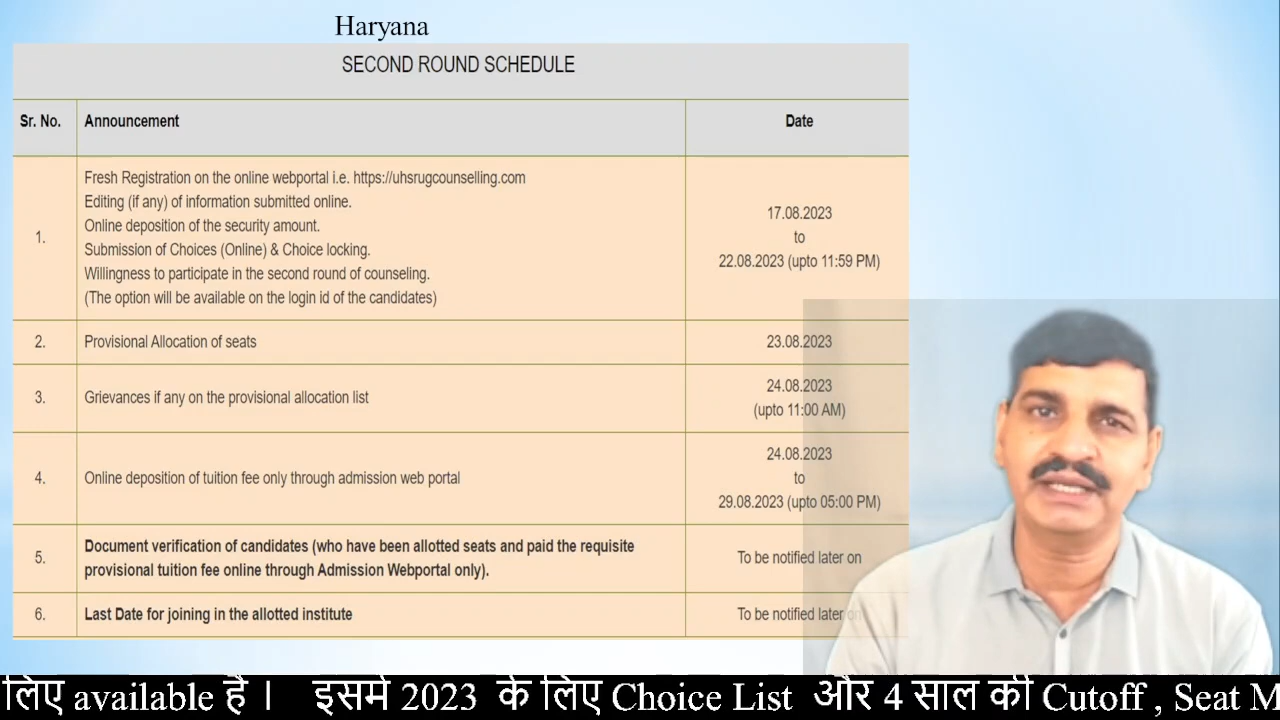 Haryana
SECOND ROUND SCHEDULE
Sr. No. Announcement Date
1.
Fresh Registration on the online webportal i.e. https://uhsrugcounselling.com
Editing (if any) of information submitted online.
Online deposition of the security amount.
Submission of Choices (Online) & Choice locking.
Willingness to participate in the second round of counseling.
(The option will be available on the login id of the candidates)
17.08.2023
to
22.08.2023 (upto 11:59 PM)
2. Provisional Allocation of seats 23.08.2023
3. Grievances if any on the provisional allocation list
24.08.2023
(upto 11:00 AM)
4. Online deposition of tuition fee only through admission web portal
24.08.2023
to
29.08.2023 (upto 05:00 PM)
5.
Document verification of candidates (who have been allotted seats and paid the requisite
provisional tuition fee online through Admission Webportal only).
To be notified later on
6. Last Date for joining in the allotted institute To be notified later on
लिए available है । इसमें 2023 के लिए Choice List और 4 साल की Cutoff , Seat M